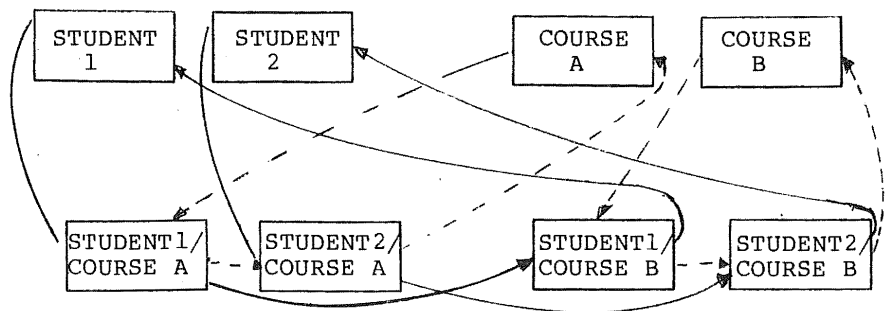 STUDENT
1
STUDENT
2
COURSE
A
COURSE
B
STUDENT1/
COURSE A
STUDENT2/
COURSE A
STUDENT1/
COURSE B
STUDENT2/
COURSE B